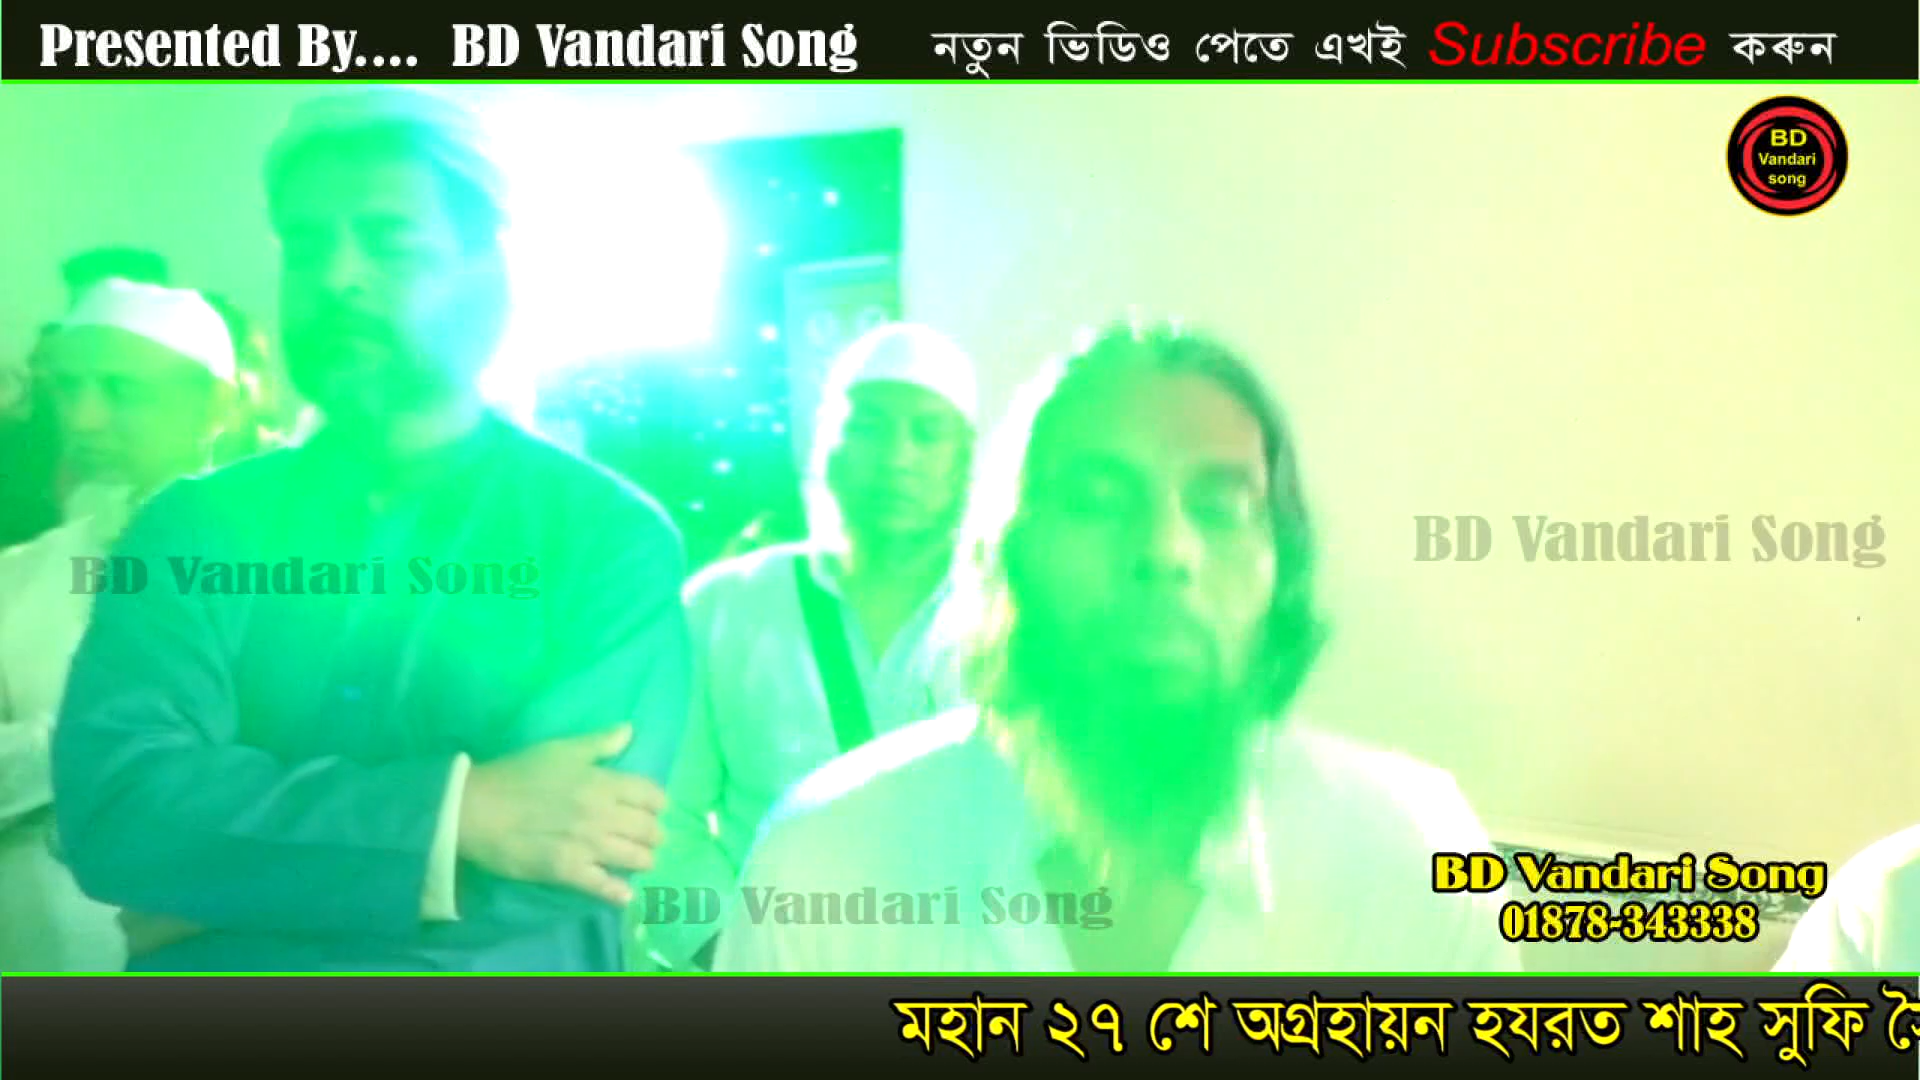 Presented By.... BD Vandari Song নতুন ভিডিও পেতে এখই Subscribe করুন
BD
Vandari
song
BD Vandari Song
BD Vandari Song
BD Vandari Song
BD Vandari Song
01878-343338
মহান ২৭ শে অগ্রহায়ন হযরত শাহ সুফি